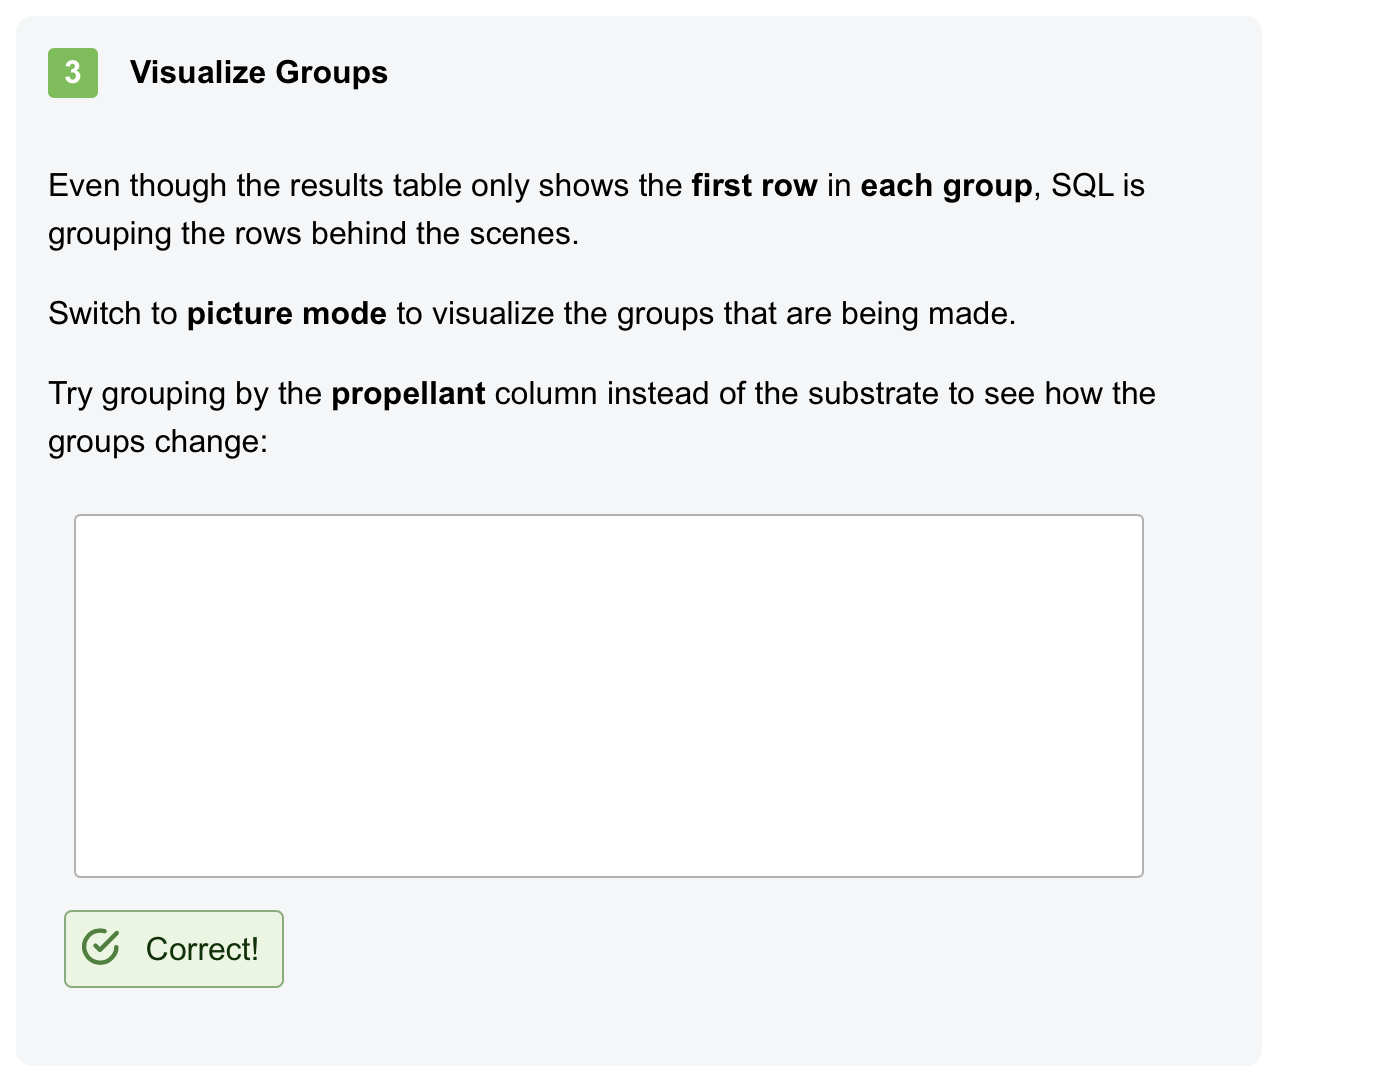 3 Visualize Groups
Even though the results table only shows the first row in each group, SQL is
grouping the rows behind the scenes.
Switch to picture mode to visualize the groups that are being made.
Try grouping by the propellant column instead of the substrate to see how the
groups change:
Correct!